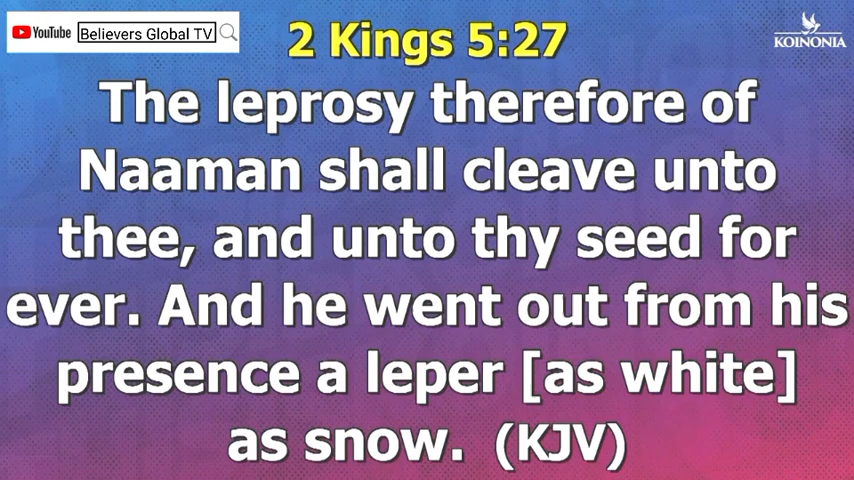 YouTube Believers Global TV
2 Kings 5:27
KOINONIA
The leprosy therefore of
Naaman shall cleave unto
thee, and unto thy seed for
ever. And he went out from his
presence a leper [as white]
as snow. (KJV)